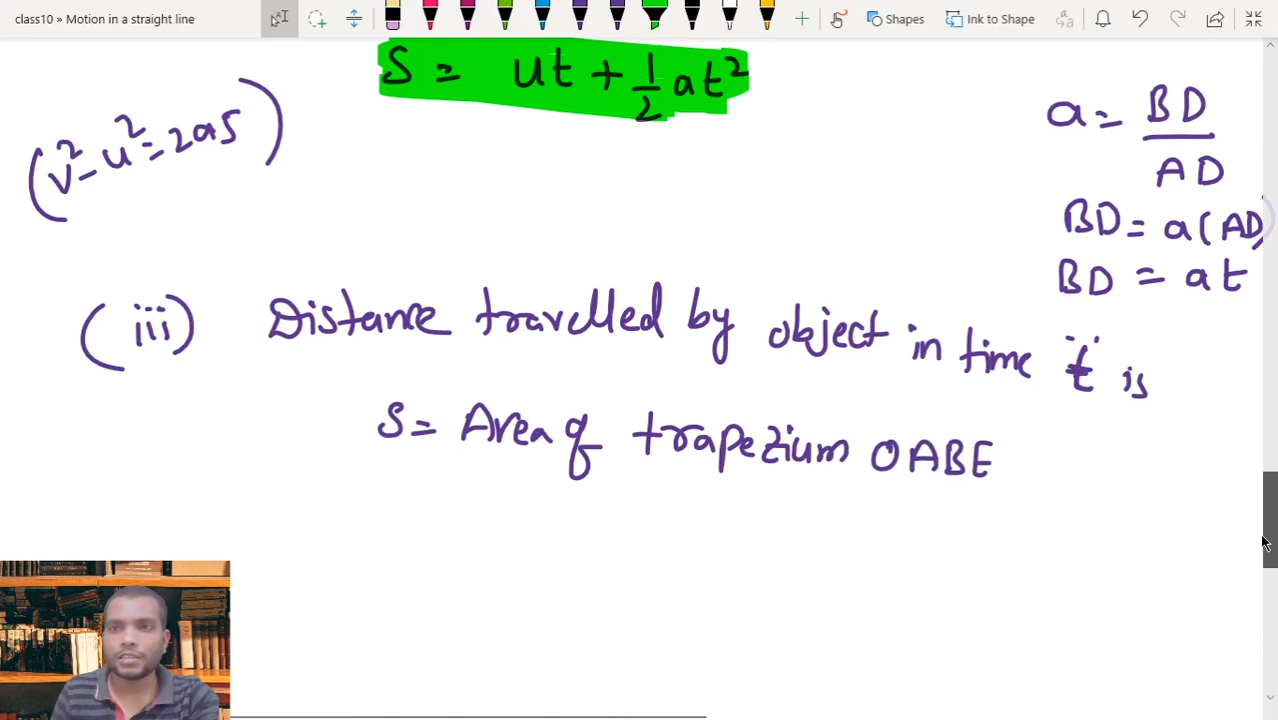 class10 » Motion in a straight line
Shapes
Ink to Shape
S = ut + 1/2 at²
(v² - u² = 2as)
a = BD/AD
BD = a(AD)
BD = at
(iii) Distance travelled by object in time 't' is
S = Area of trapezium OABE